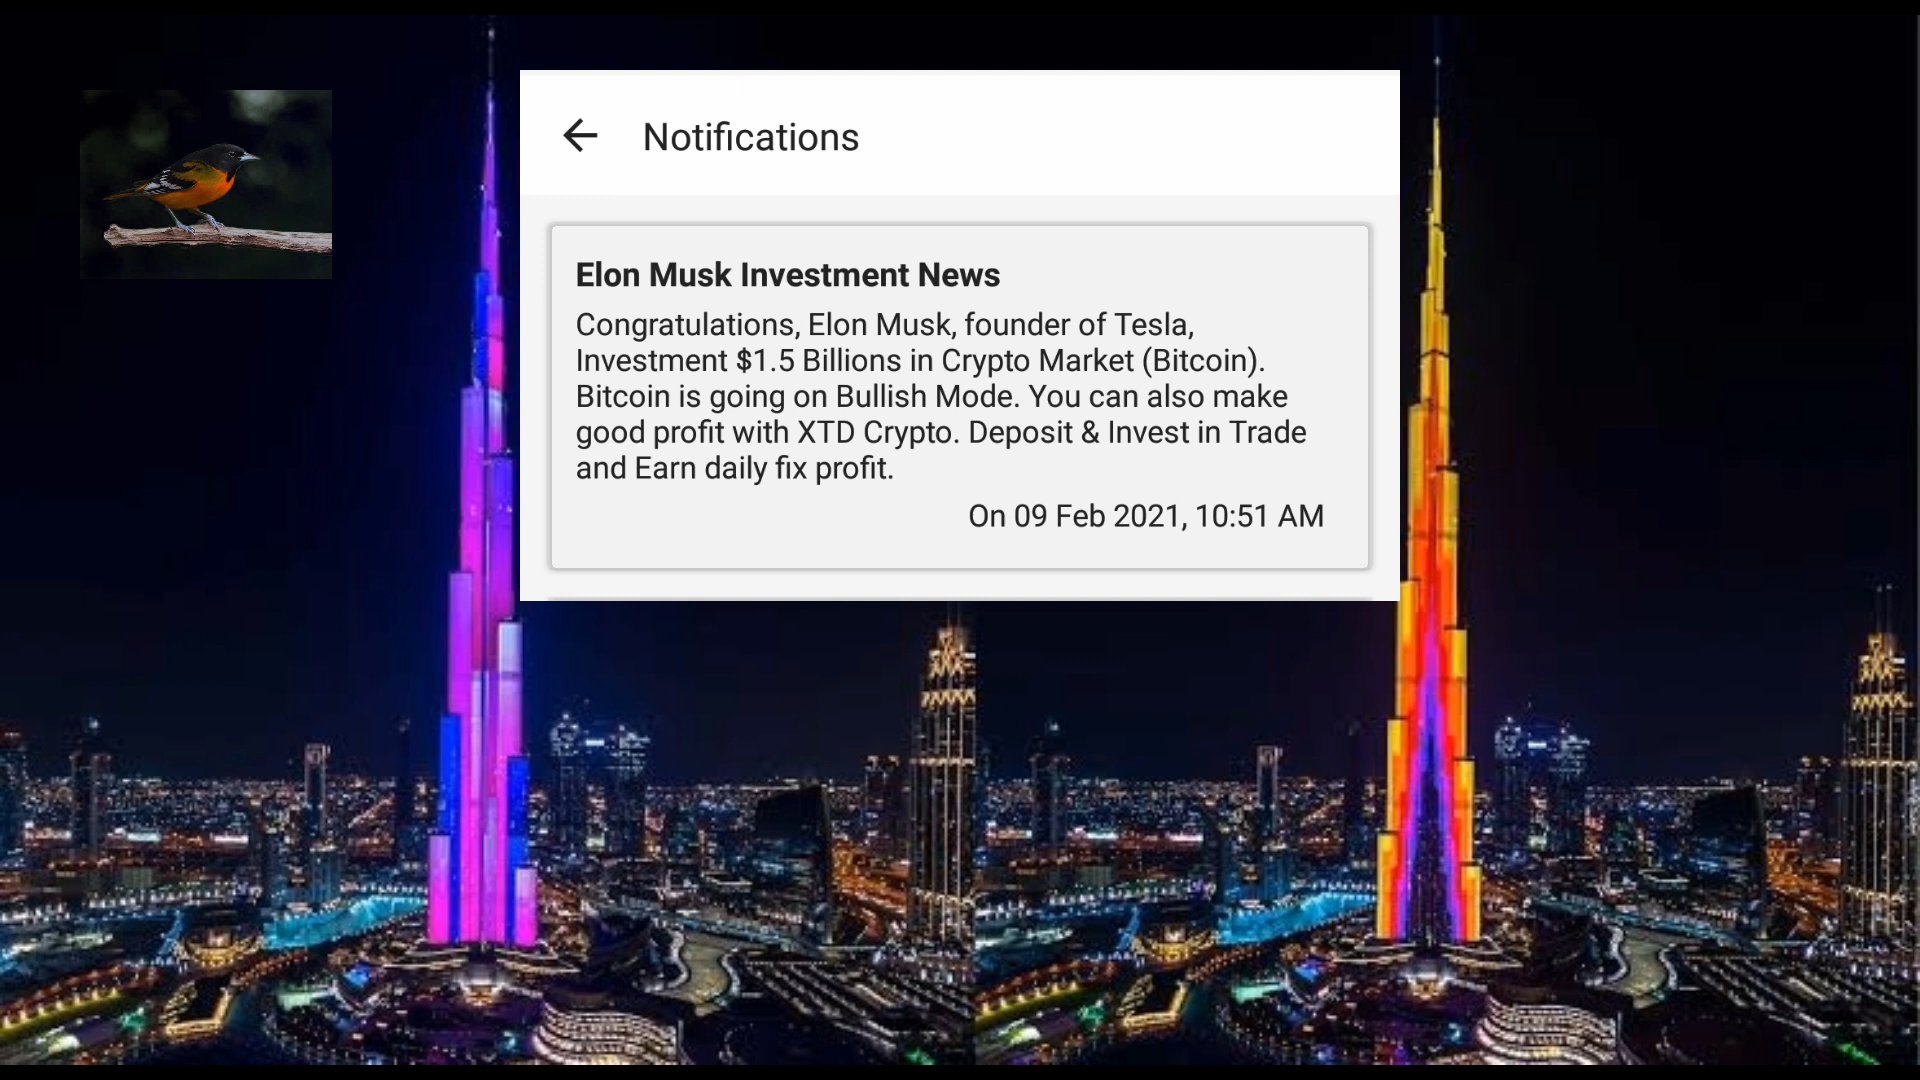 Notifications
Elon Musk Investment News
Congratulations, Elon Musk, founder of Tesla,
Investment $1.5 Billions in Crypto Market (Bitcoin).
Bitcoin is going on Bullish Mode. You can also make
good profit with XTD Crypto. Deposit & Invest in Trade
and Earn daily fix profit.
On 09 Feb 2021, 10:51 AM